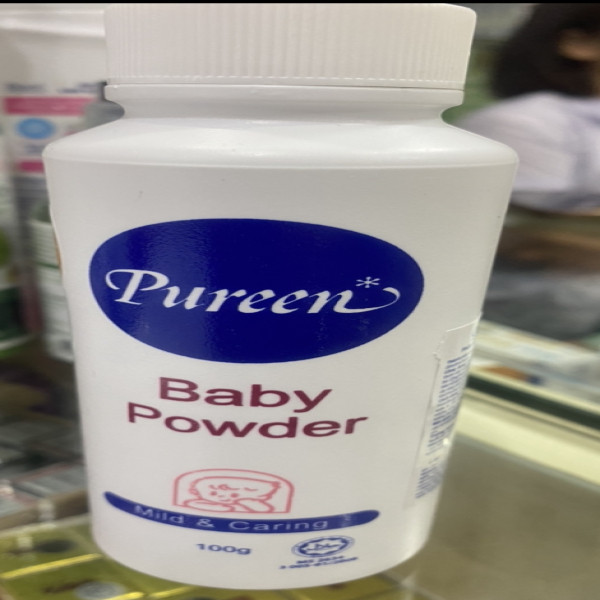 Pureen*
Baby
Powder
Mild & Caring
100g